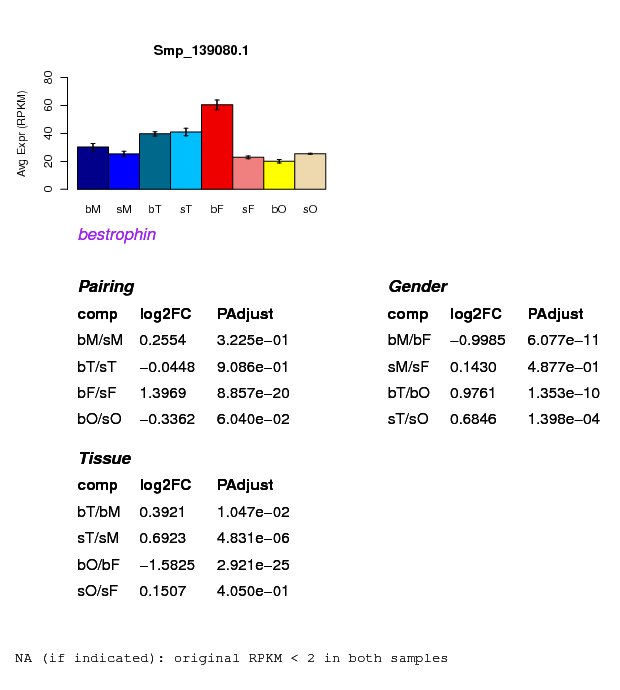 Smp_139080.1
Avg Expr (RPKM)
80
60
40
20
0
bM sM bT sT bF sF bO sO
bestrophin
Pairing
comp log2FC PAdjust
bM/sM 0.2554 3.225e−01
bT/sT −0.0448 9.086e−01
bF/sF 1.3969 8.857e−20
bO/sO −0.3362 6.040e−02
Gender
comp log2FC PAdjust
bM/bF −0.9985 6.077e−11
sM/sF 0.1430 4.877e−01
bT/bO 0.9761 1.353e−10
sT/sO 0.6846 1.398e−04
Tissue
comp log2FC PAdjust
bT/bM 0.3921 1.047e−02
sT/sM 0.6923 4.831e−06
bO/bF −1.5825 2.921e−25
sO/sF 0.1507 4.050e−01
NA (if indicated): original RPKM < 2 in both samples